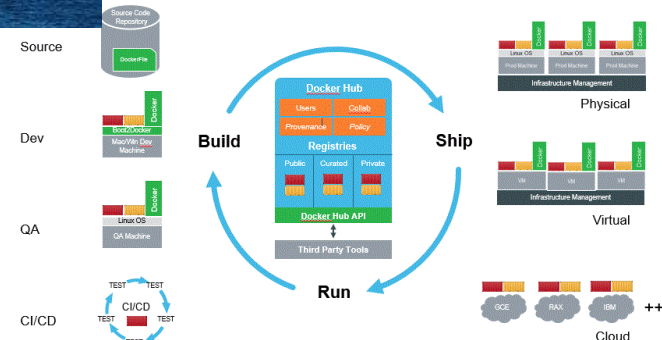 Source
Source Code
Repository
DockerFile
Dev
Docker
Boot2Docker
Mac/Win Dev
Machine
QA
Docker
Linux OS
QA Machine
CI/CD
TEST
TEST
TEST
TEST
TEST
CI/CD
Build
Ship
Run
Docker Hub
Users
Collab
Provenance
Policy
Registries
Public
Curated
Private
Docker Hub API
Third Party Tools
Docker
Docker
Docker
Linux OS
Linux OS
Linux OS
Prod Machine
Prod Machine
Prod Machine
Infrastructure Management
Physical
Docker
Docker
Docker
VM
VM
VM
Infrastructure Management
Virtual
GCE
RAX
IBM
++
Cloud